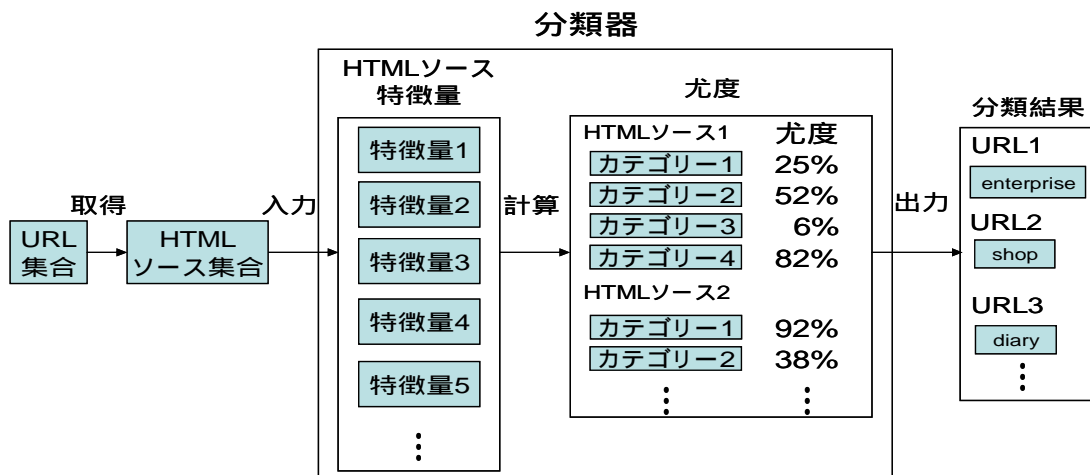 分類器
取得
URL
集合
HTML
ソース集合
入力
HTMLソース
特徴量
特徴量1
特徴量2
特徴量3
特徴量4
特徴量5
計算
尤度
HTMLソース1 尤度
カテゴリー1 25%
カテゴリー2 52%
カテゴリー3 6%
カテゴリー4 82%
HTMLソース2
カテゴリー1 92%
カテゴリー2 38%
出力
分類結果
URL1
enterprise
URL2
shop
URL3
diary